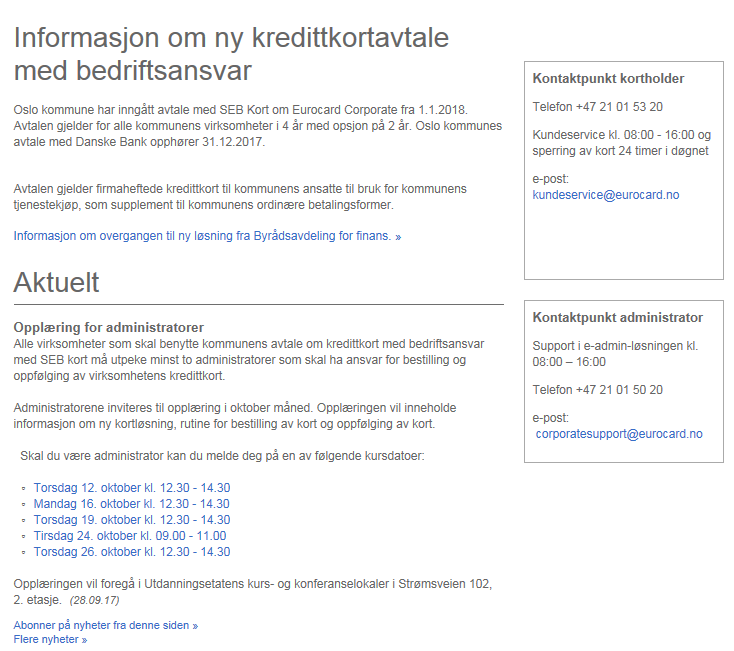 Informasjon om ny kredittkortavtale
med bedriftsansvar
Oslo kommune har inngått avtale med SEB Kort om Eurocard Corporate fra 1.1.2018.
Avtalen gjelder for alle kommunens virksomheter i 4 år med opsjon på 2 år. Oslo kommunes
avtale med Danske Bank opphører 31.12.2017.
Avtalen gjelder firmaheftede kredittkort til kommunens ansatte til bruk for kommunens
tjenestekjøp, som supplement til kommunens ordinære betalingsformer.
Informasjon om overgangen til ny løsning fra Byrådsavdeling for finans. »
Aktuelt
Opplæring for administratorer
Alle virksomheter som skal benytte kommunens avtale om kredittkort med bedriftsansvar
med SEB kort må utpeke minst to administratorer som skal ha ansvar for bestilling og
oppfølging av virksomhetens kredittkort.
Administratorene inviteres til opplæring i oktober måned. Opplæringen vil inneholde
informasjon om ny kortløsning, rutine for bestilling av kort og oppfølging av kort.
Skal du være administrator kan du melde deg på en av følgende kursdatoer:
◦ Torsdag 12. oktober kl. 12.30 - 14.30
◦ Mandag 16. oktober kl. 12.30 - 14.30
◦ Torsdag 19. oktober kl. 12.30 - 14.30
◦ Tirsdag 24. oktober kl. 09.00 - 11.00
◦ Torsdag 26. oktober kl. 12.30 - 14.30
Opplæringen vil foregå i Utdanningsetatens kurs- og konferanselokaler i Strømsveien 102,
2. etasje. (28.09.17)
Abonner på nyheter fra denne siden »
Flere nyheter »
Kontaktpunkt kortholder
Telefon +47 21 01 53 20
Kundeservice kl. 08:00 - 16:00 og
sperring av kort 24 timer i døgnet
e-post:
kundeservice@eurocard.no
Kontaktpunkt administrator
Support i e-admin-løsningen kl.
08:00 – 16:00
Telefon +47 21 01 50 20
e-post:
corporatesupport@eurocard.no